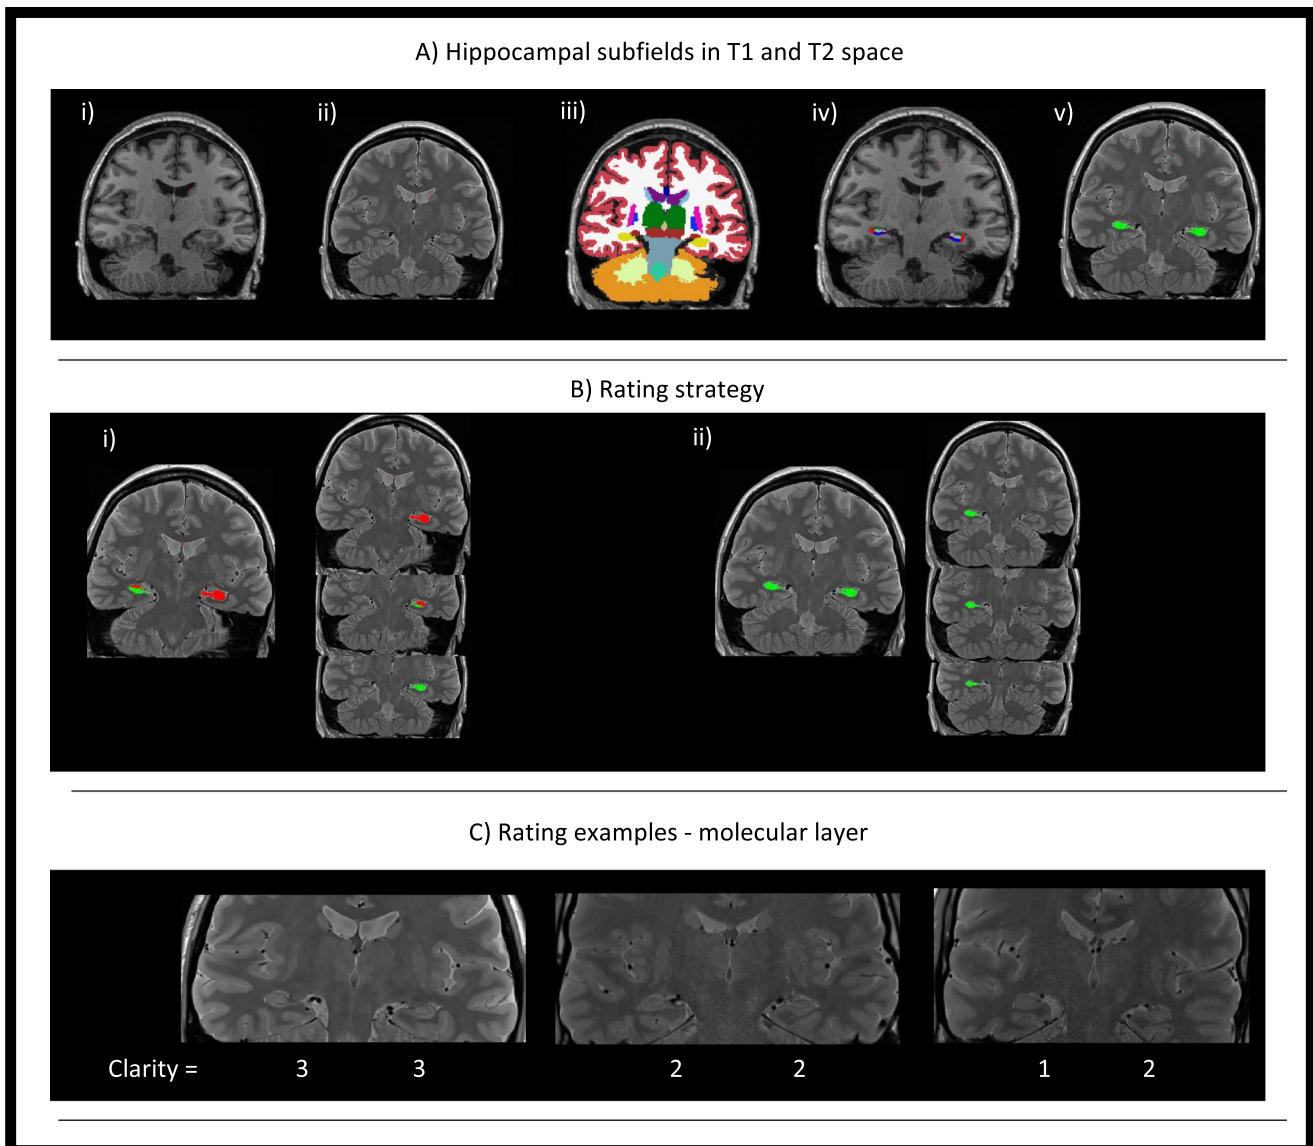 A) Hippocampal subfields in T1 and T2 space
i) ii) iii) iv) v)
B) Rating strategy
i) ii)
C) Rating examples - molecular layer
Clarity = 3 3 2 2 1 2